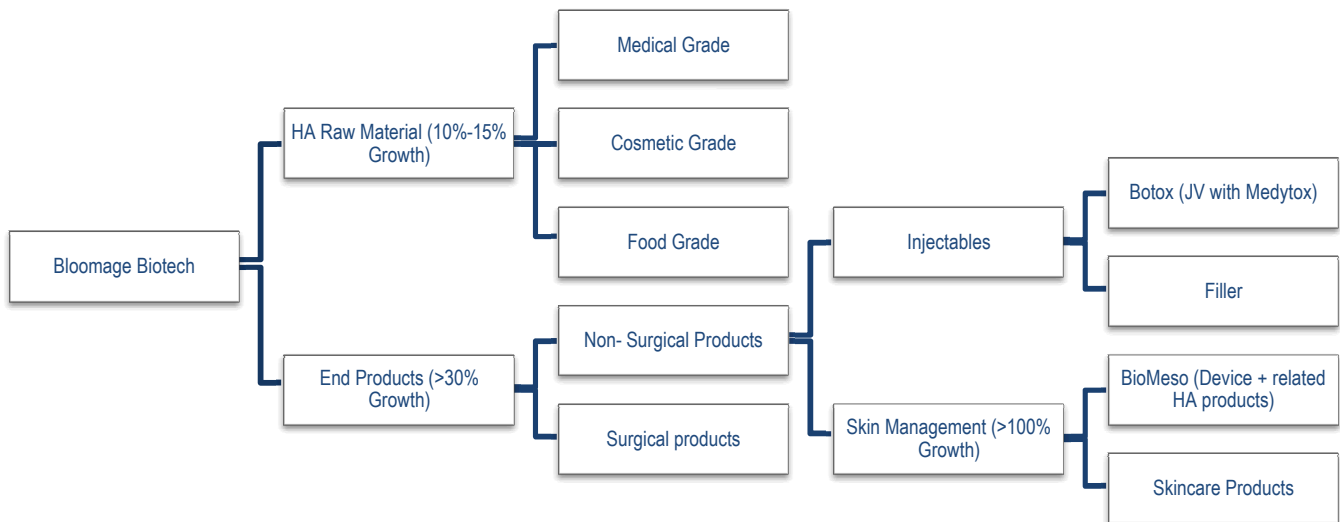 Bloomage Biotech
HA Raw Material (10%-15%
Growth)
Medical Grade
Cosmetic Grade
Food Grade
End Products (>30%
Growth)
Non- Surgical Products
Surgical products
Injectables
Botox (JV with Medytox)
Filler
Skin Management (>100%
Growth)
BioMeso (Device + related
HA products)
Skincare Products